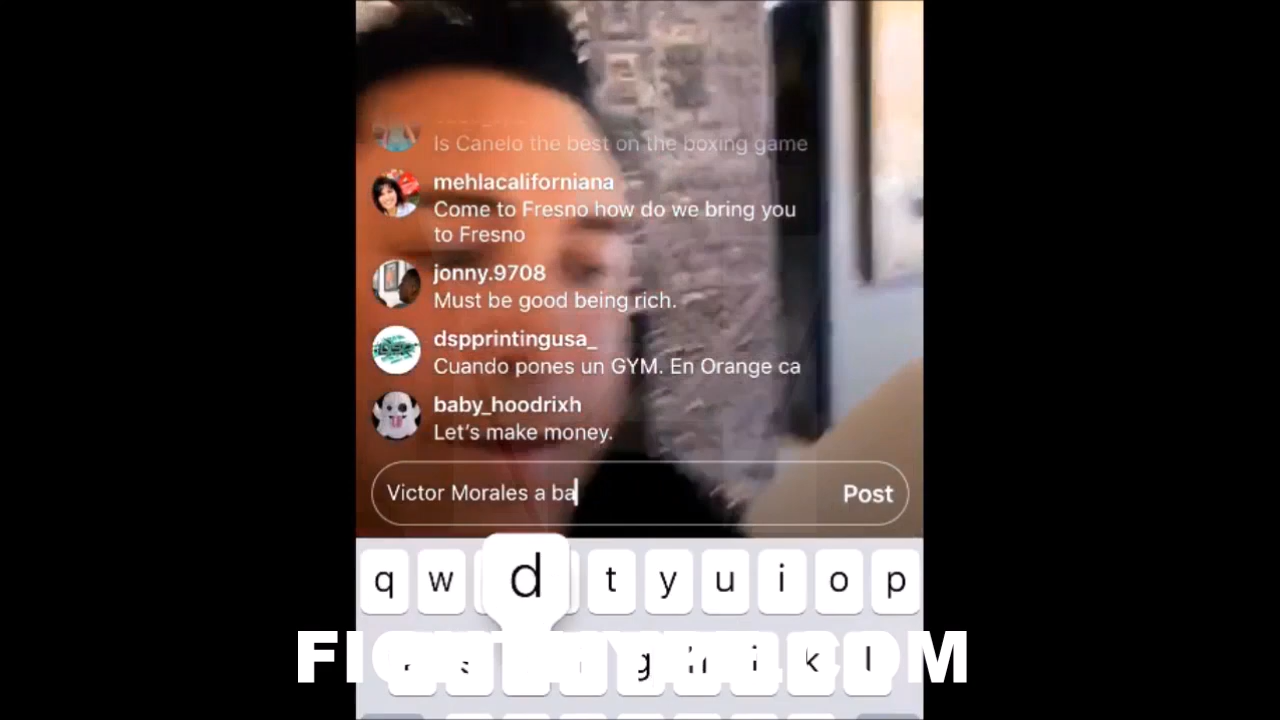 Is Canelo the best on the boxing game
mehlacaliforniana
Come to Fresno how do we bring you
to Fresno
jonny.9708
Must be good being rich.
dspprintingusa_
Cuando pones un GYM. En Orange ca
baby_hoodrixh
Let's make money.
Victor Morales a ba
Post
q w d t y u i o p
g h j k l